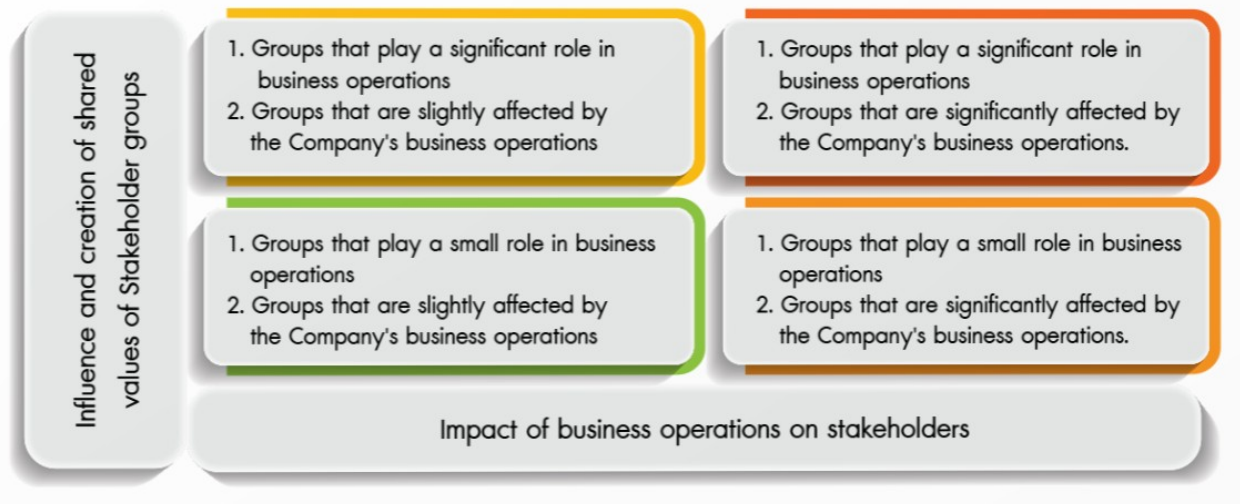 Influence and creation of shared
values of Stakeholder groups
1. Groups that play a significant role in
business operations
2. Groups that are slightly affected by
the Company's business operations
1. Groups that play a significant role in
business operations
2. Groups that are significantly affected by
the Company's business operations.
1. Groups that play a small role in business
operations
2. Groups that are slightly affected by
the Company's business operations
1. Groups that play a small role in business
operations
2. Groups that are significantly affected by
the Company's business operations.
Impact of business operations on stakeholders